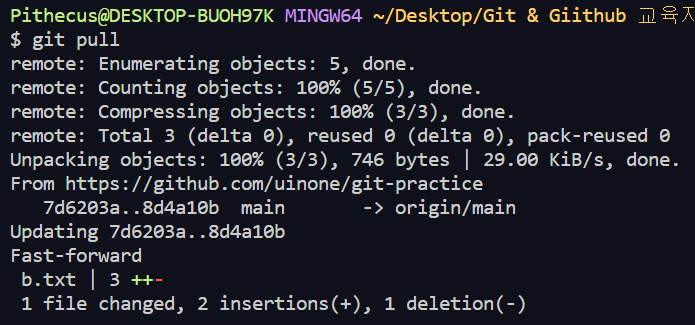 Pithecus@DESKTOP-BUOH97K MINGW64 ~/Desktop/Git & Giithub 교육
$ git pull
remote: Enumerating objects: 5, done.
remote: Counting objects: 100% (5/5), done.
remote: Compressing objects: 100% (3/3), done.
remote: Total 3 (delta 0), reused 0 (delta 0), pack-reused 0
Unpacking objects: 100% (3/3), 746 bytes | 29.00 KiB/s, done.
From https://github.com/uinone/git-practice
   7d6203a..8d4a10b  main       -> origin/main
Updating 7d6203a..8d4a10b
Fast-forward
 b.txt | 3 ++-
 1 file changed, 2 insertions(+), 1 deletion(-)